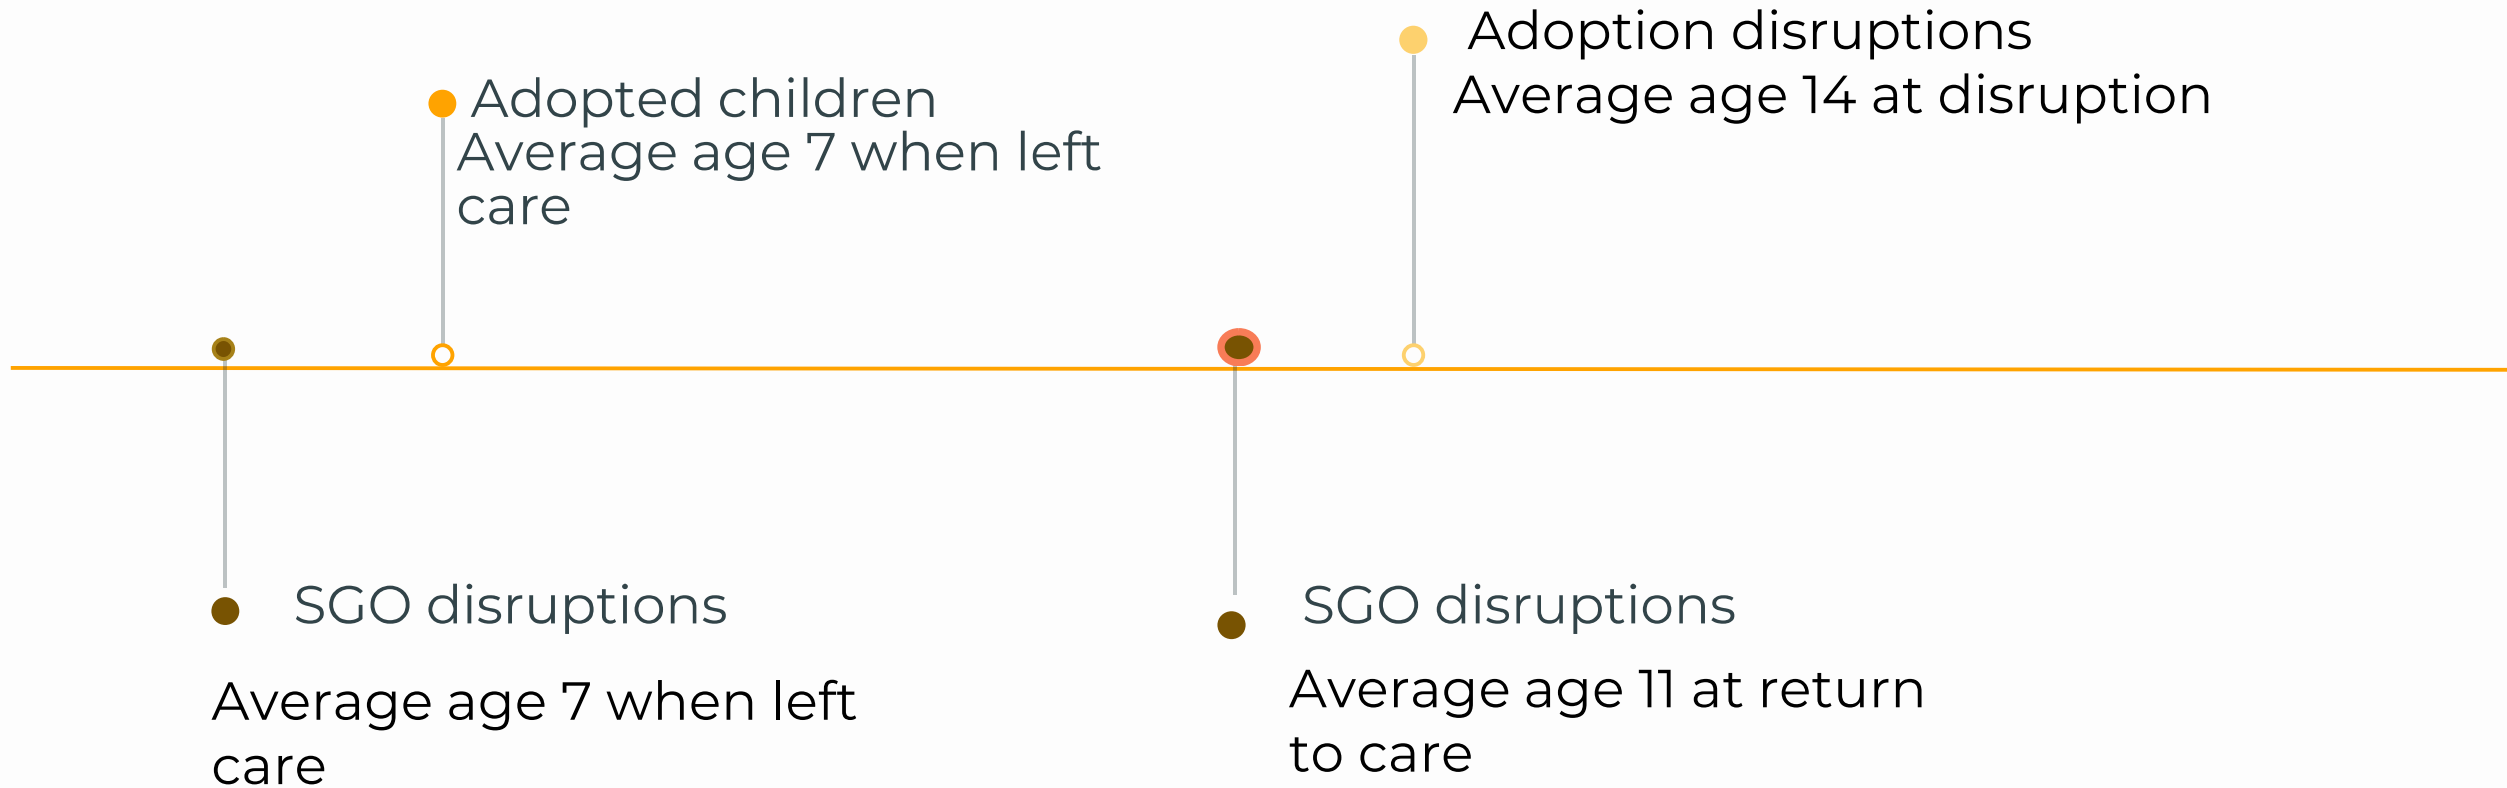 Adopted children
Average age 7 when left
care
Adoption disruptions
Average age 14 at disruption
SGO disruptions
Average age 7 when left
care
SGO disruptions
Average age 11 at return
to care